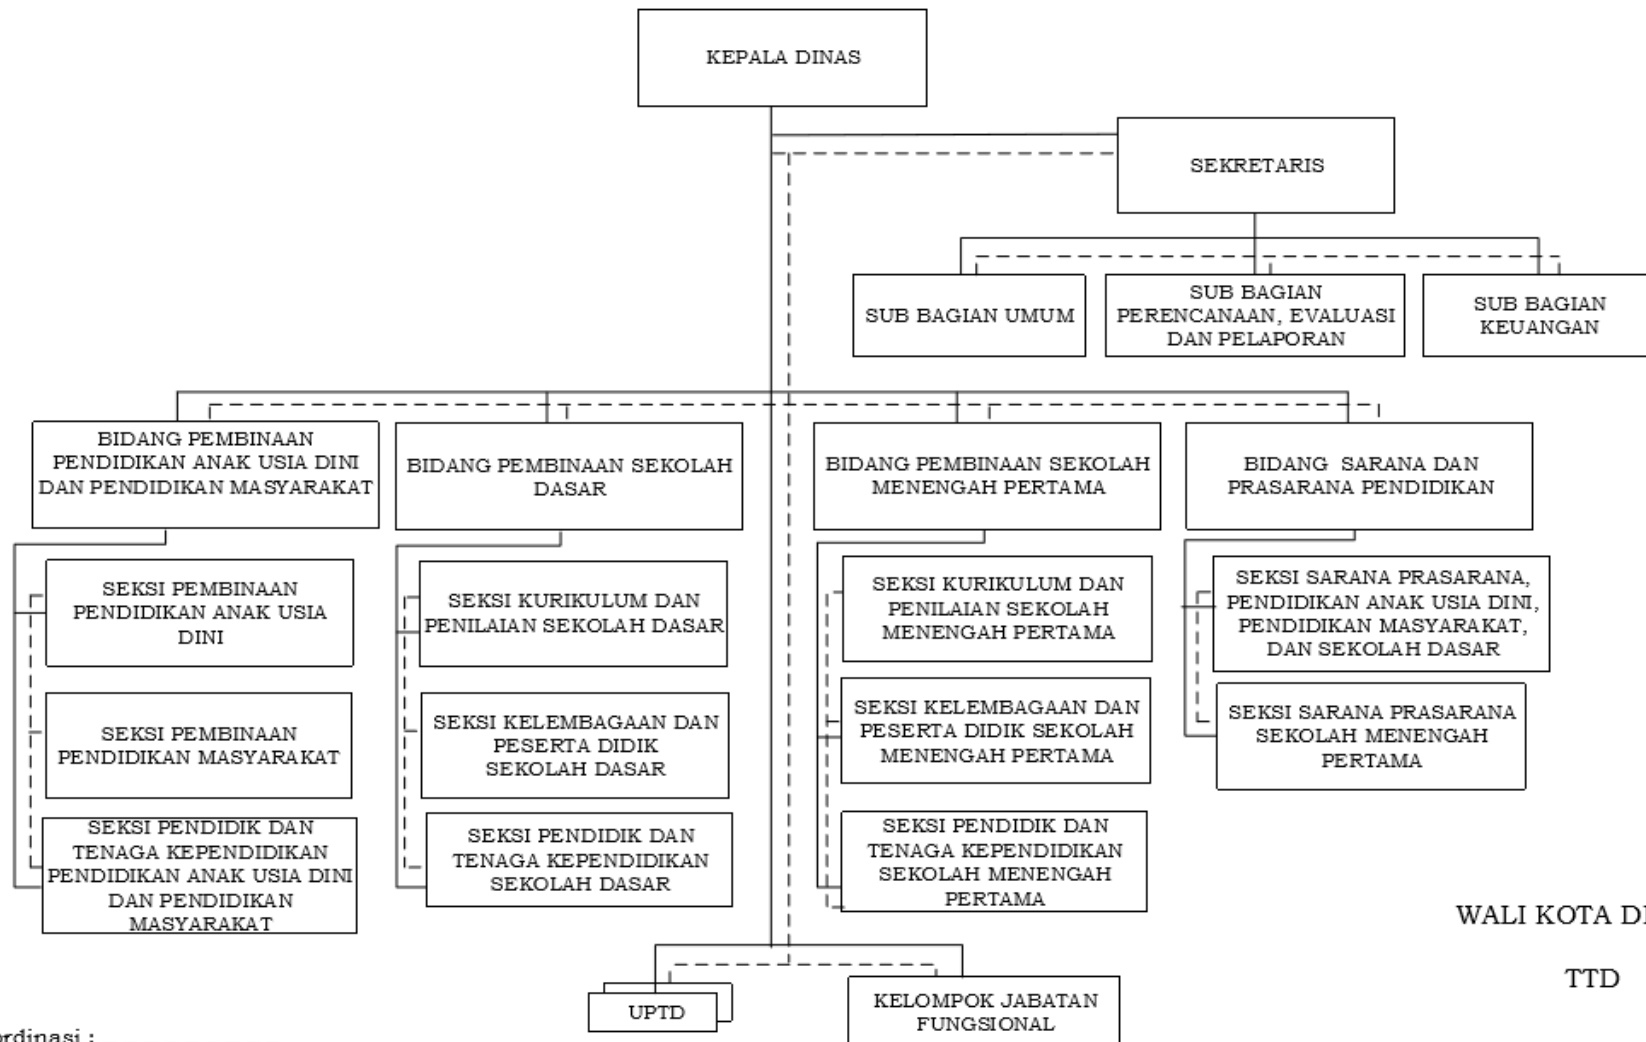 KEPALA DINAS
SEKRETARIS
SUB BAGIAN UMUM
SUB BAGIAN
PERENCANAAN, EVALUASI
DAN PELAPORAN
SUB BAGIAN
KEUANGAN
BIDANG PEMBINAAN
PENDIDIKAN ANAK USIA DINI
DAN PENDIDIKAN MASYARAKAT
BIDANG PEMBINAAN SEKOLAH
DASAR
BIDANG PEMBINAAN SEKOLAH
MENENGAH PERTAMA
BIDANG SARANA DAN
PRASARANA PENDIDIKAN
SEKSI PEMBINAAN
PENDIDIKAN ANAK USIA
DINI
SEKSI KURIKULUM DAN
PENILAIAN SEKOLAH DASAR
SEKSI KURIKULUM DAN
PENILAIAN SEKOLAH
MENENGAH PERTAMA
SEKSI SARANA PRASARANA,
PENDIDIKAN ANAK USIA DINI,
PENDIDIKAN MASYARAKAT,
DAN SEKOLAH DASAR
SEKSI PEMBINAAN
PENDIDIKAN MASYARAKAT
SEKSI KELEMBAGAAN DAN
PESERTA DIDIK
SEKOLAH DASAR
SEKSI KELEMBAGAAN DAN
PESERTA DIDIK SEKOLAH
MENENGAH PERTAMA
SEKSI SARANA PRASARANA
SEKOLAH MENENGAH
PERTAMA
SEKSI PENDIDIK DAN
TENAGA KEPENDIDIKAN
PENDIDIKAN ANAK USIA DINI
DAN PENDIDIKAN
MASYARAKAT
SEKSI PENDIDIK DAN
TENAGA KEPENDIDIKAN
SEKOLAH DASAR
SEKSI PENDIDIK DAN
TENAGA KEPENDIDIKAN
SEKOLAH MENENGAH
PERTAMA
WALI KOTA
TTD
UPTD
KELOMPOK JABATAN
FUNGSIONAL